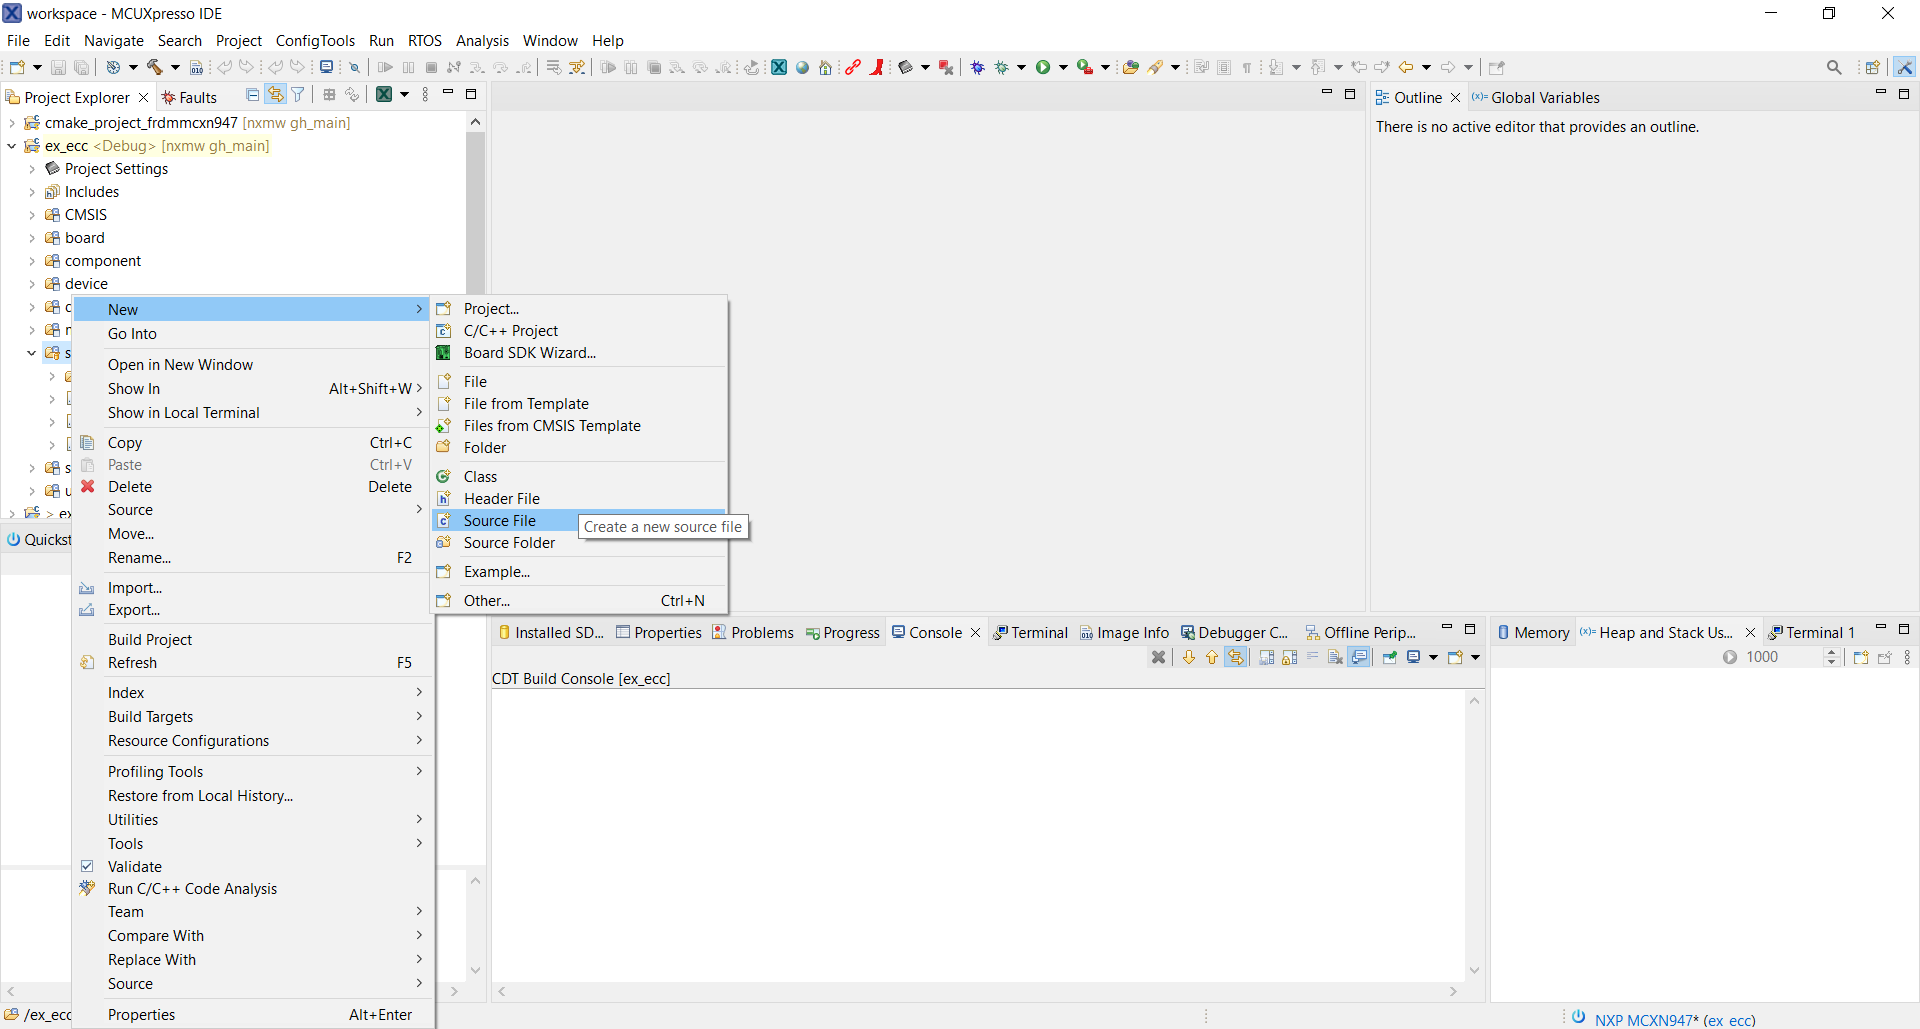 workspace - MCUXpresso IDE
File Edit Navigate Search Project ConfigTools Run RTOS Analysis Window Help
Project Explorer Faults
cmake_project_frdmmcxn947 [nxmw gh_main]
ex_ecc <Debug> [nxmw gh_main]
Project Settings
Includes
CMSIS
board
component
device
s
s
u
> ex
Quickst
New
Go Into
Open in New Window
Show In Alt+Shift+W
Show in Local Terminal
Copy Ctrl+C
Paste Ctrl+V
Delete Delete
Source
Move...
Rename... F2
Import...
Export...
Build Project
Refresh F5
Index
Build Targets
Resource Configurations
Profiling Tools
Restore from Local History...
Utilities
Tools
Validate
Run C/C++ Code Analysis
Team
Compare With
Replace With
Source
Properties Alt+Enter
Project...
C/C++ Project
Board SDK Wizard...
File
File from Template
Files from CMSIS Template
Folder
Class
Header File
Source File
Create a new source file
Source Folder
Example...
Other... Ctrl+N
Outline (x)= Global Variables
There is no active editor that provides an outline.
Installed SD... Properties Problems Progress Console Terminal Image Info Debugger C... Offline Perip...
CDT Build Console [ex_ecc]
Memory (x)= Heap and Stack Us... Terminal 1
1000
/ex_ecc
NXP MCXN947* (ex_ecc)